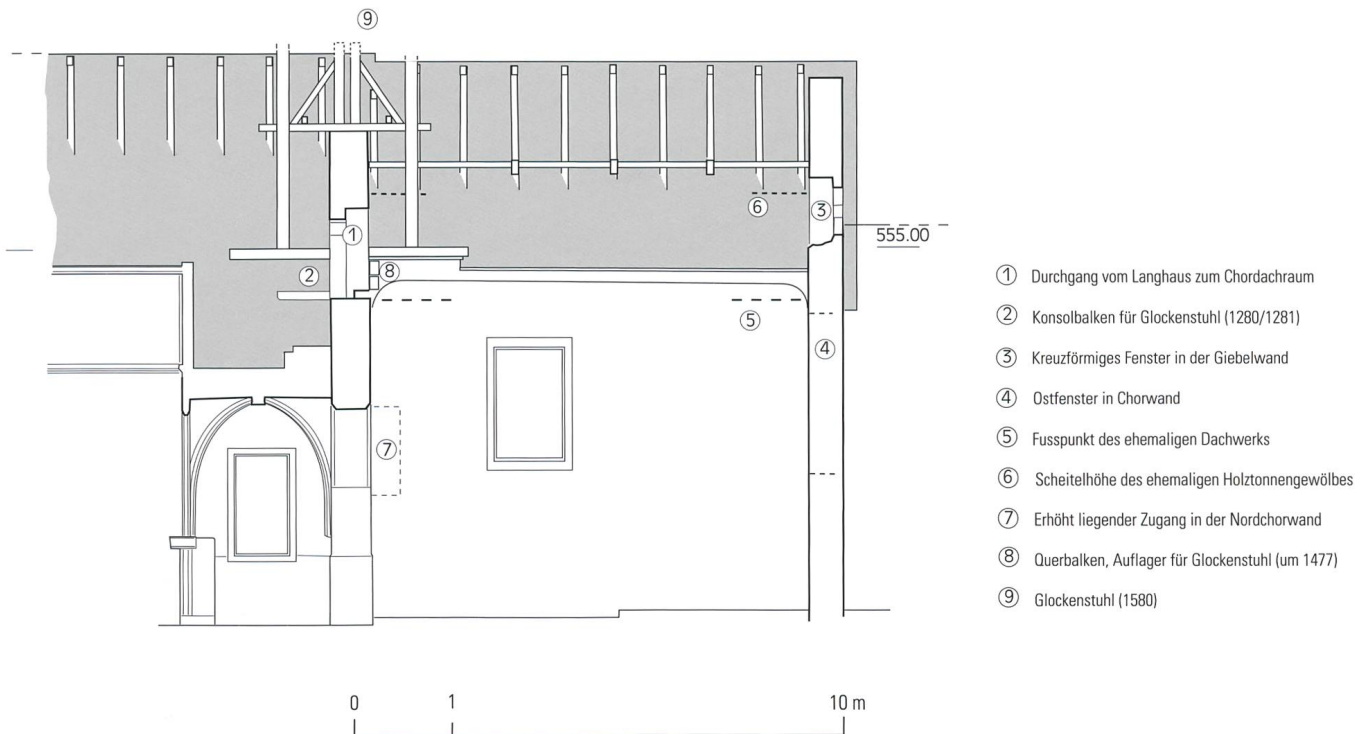 ⑨
①
②
③
⑥
555.00
⑧
⑤
④
⑦
① Durchgang vom Langhaus zum Chordachraum
② Konsolbalken für Glockenstuhl (1280/1281)
③ Kreuzförmiges Fenster in der Giebelwand
④ Ostfenster in Chorwand
⑤ Fusspunkt des ehemaligen Dachwerks
⑥ Scheitelhöhe des ehemaligen Holztonnengewölbes
⑦ Erhöht liegender Zugang in der Nordchorwand
⑧ Querbalken, Auflager für Glockenstuhl (um 1477)
⑨ Glockenstuhl (1580)
0 1 10 m